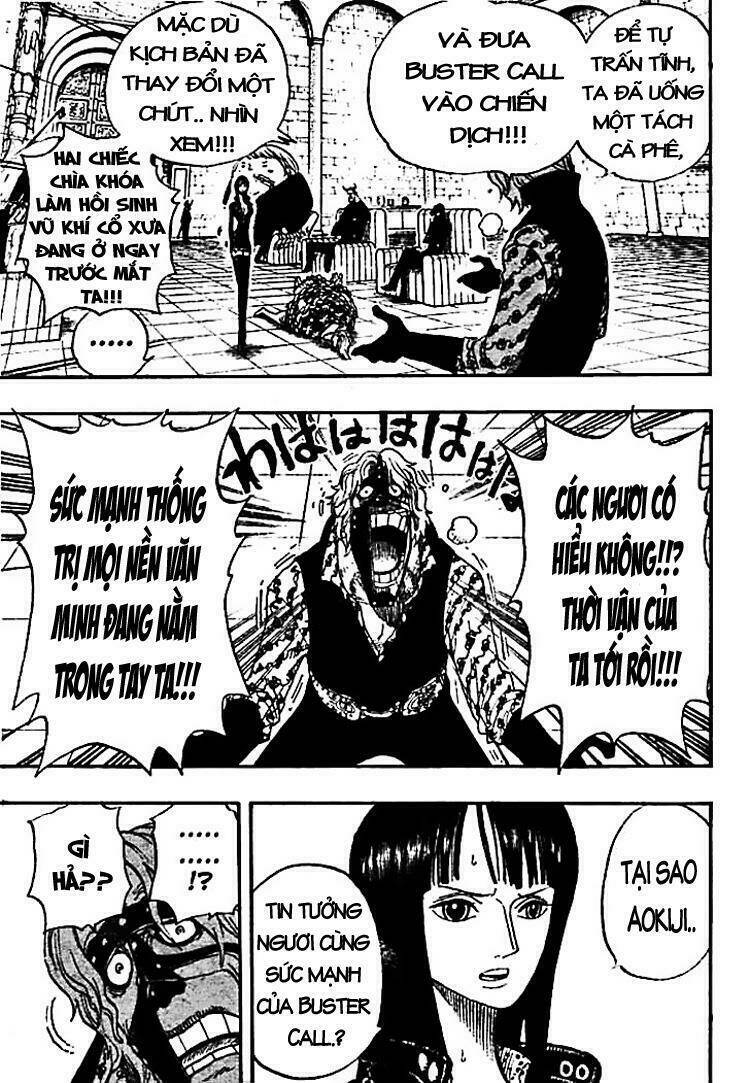 ĐỂ TỰ
TRẤN TĨNH,
TA ĐÃ UỐNG
MỘT TÁCH
CÀ PHÊ,
VÀ ĐƯA
BUSTER CALL
VÀO CHIẾN
DỊCH!!!
MẶC DÙ
KỊCH BẢN ĐÃ
THAY ĐỔI MỘT
CHÚT.. NHÌN
XEM!!!
HAI CHIẾC
CHÌA KHÓA
LÀM HỒI SINH
VŨ KHÍ CỔ XƯA
ĐANG Ở NGAY
TRƯỚC MẮT
TA!!!
.....
CÁC NGƯƠI CÓ
HIỂU KHÔNG!!?
THỜI VẬN CỦA
TA TỚI RỒI!!!
わははははは
SỨC MẠNH THỐNG
TRỊ MỌI NỀN VĂN
MINH ĐANG NẰM
TRONG TAY TA!!!
TẠI SAO
AOKIJI..
TIN TƯỞNG
NGƯƠI CÙNG
SỨC MẠNH
CỦA BUSTER
CALL.?
.....
.....
!?
GÌ
HẢ??